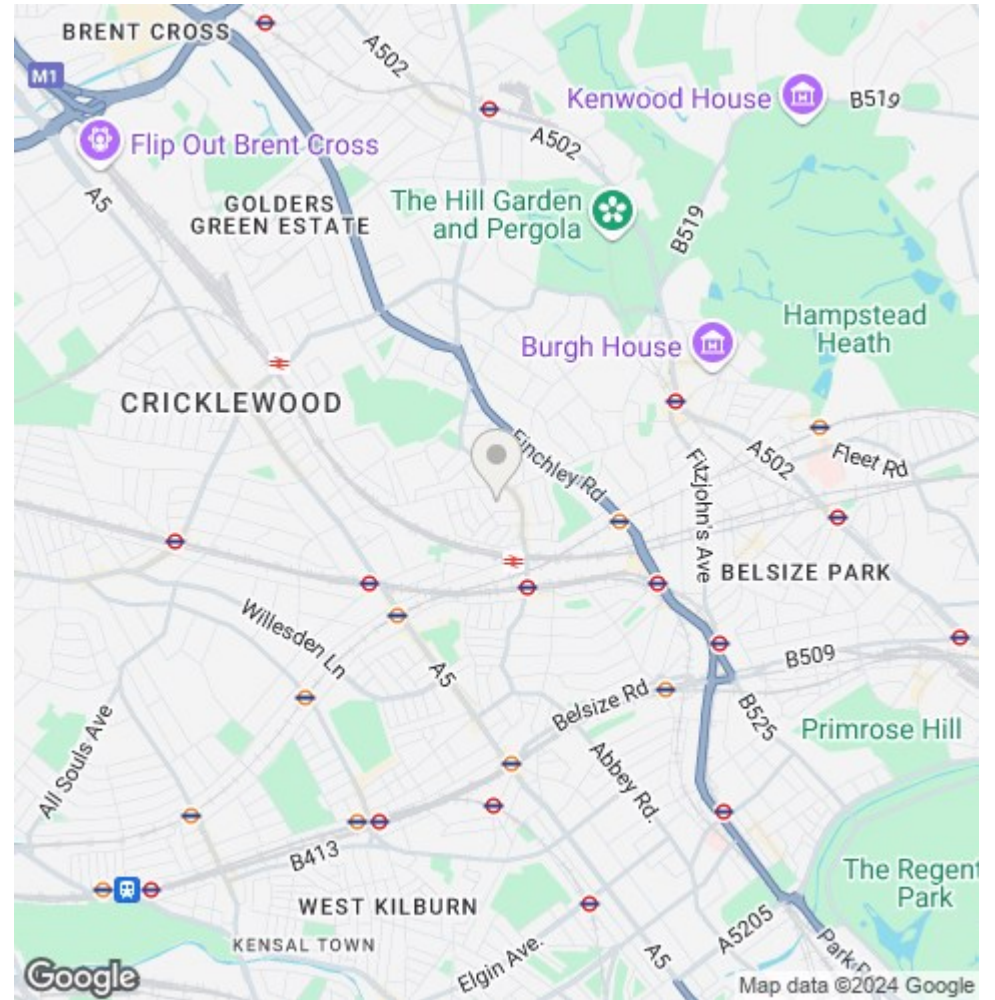 BRENT CROSS
A502
M1
Kenwood House
B519
A502
Flip Out Brent Cross
A5
GOLDERS
GREEN ESTATE
The Hill Garden
and Pergola
B519
Hampstead
Heath
Burgh House
CRICKLEWOOD
Finchley Rd
Fitzjohn's Ave
A502
Fleet Rd
BELSIZE PARK
Willesden Ln
A5
B509
Belsize Rd
B525
Primrose Hill
All Souls Ave
Abbey Rd.
B413
The Regent
Park
WEST KILBURN
KENSAL TOWN
Elgin Ave.
A5
A5205
Park
Google
Map data ©2024 Google